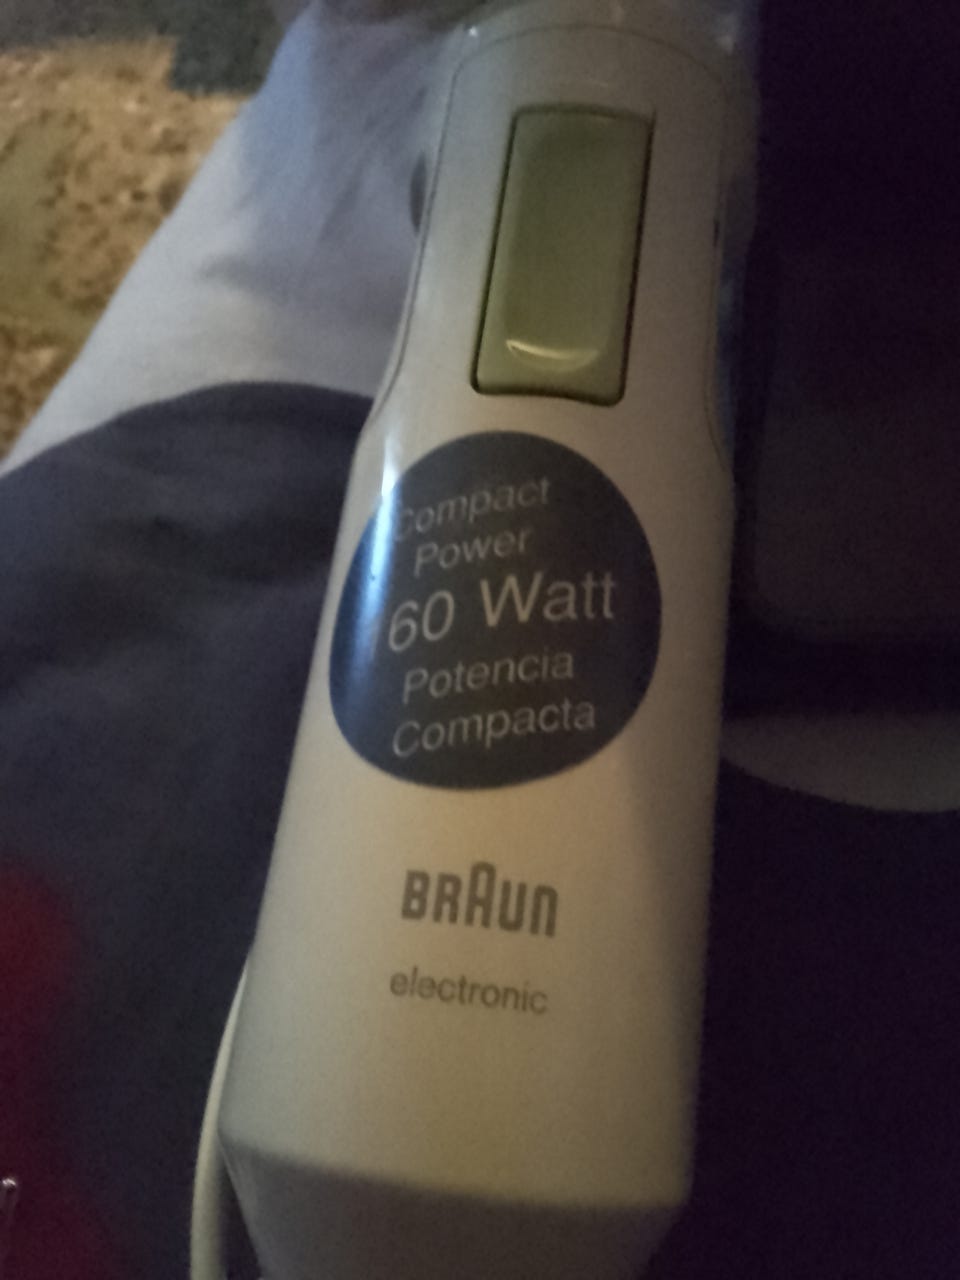 Compact
Power
60 Watt
Potencia
Compacta
BRAUN
electronic